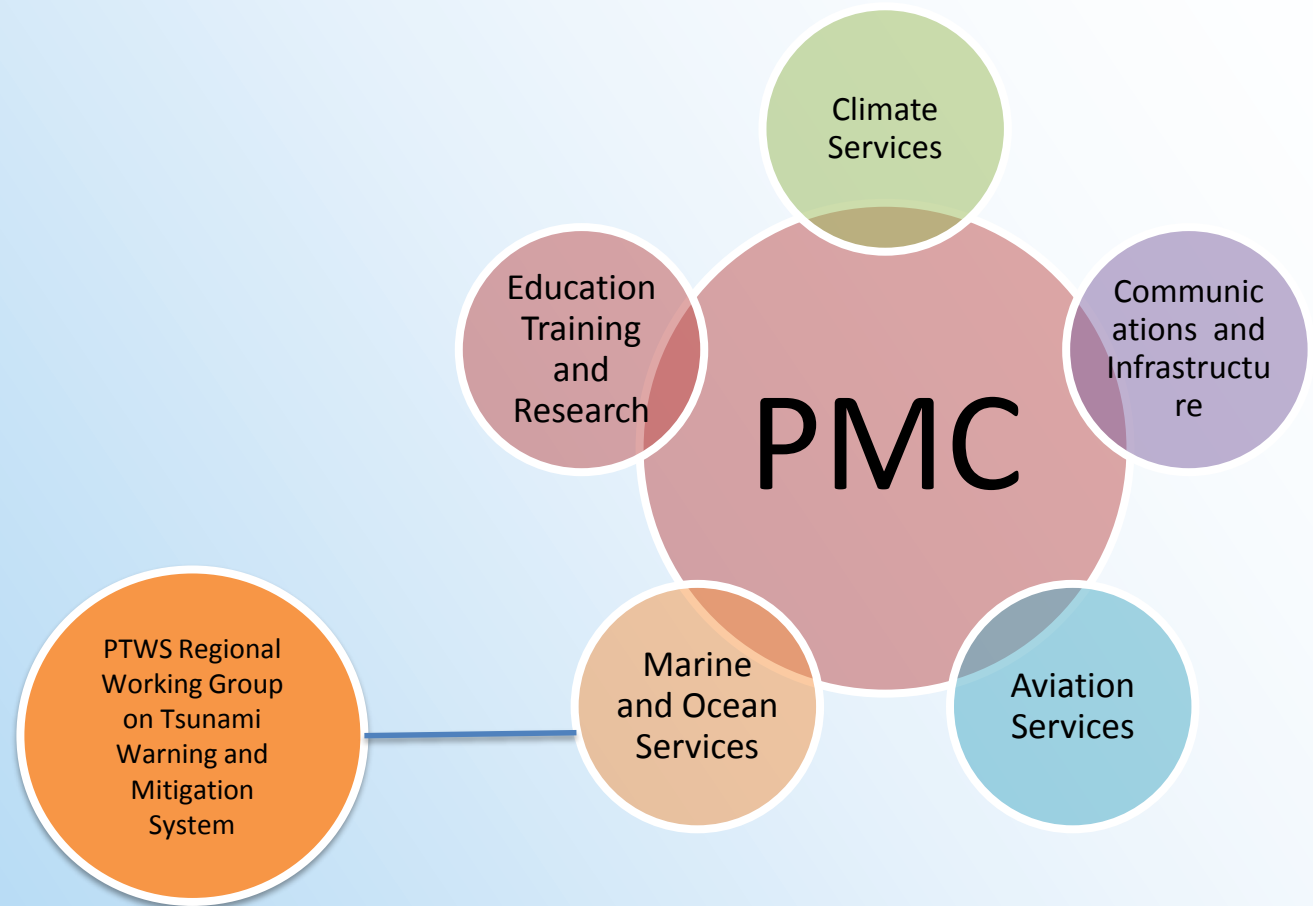 Climate
Services
Education
Training
and
Research
Communic
ations and
Infrastructu
re
PMC
PTWS Regional
Working Group
on Tsunami
Warning and
Mitigation
System
Marine
and Ocean
Services
Aviation
Services